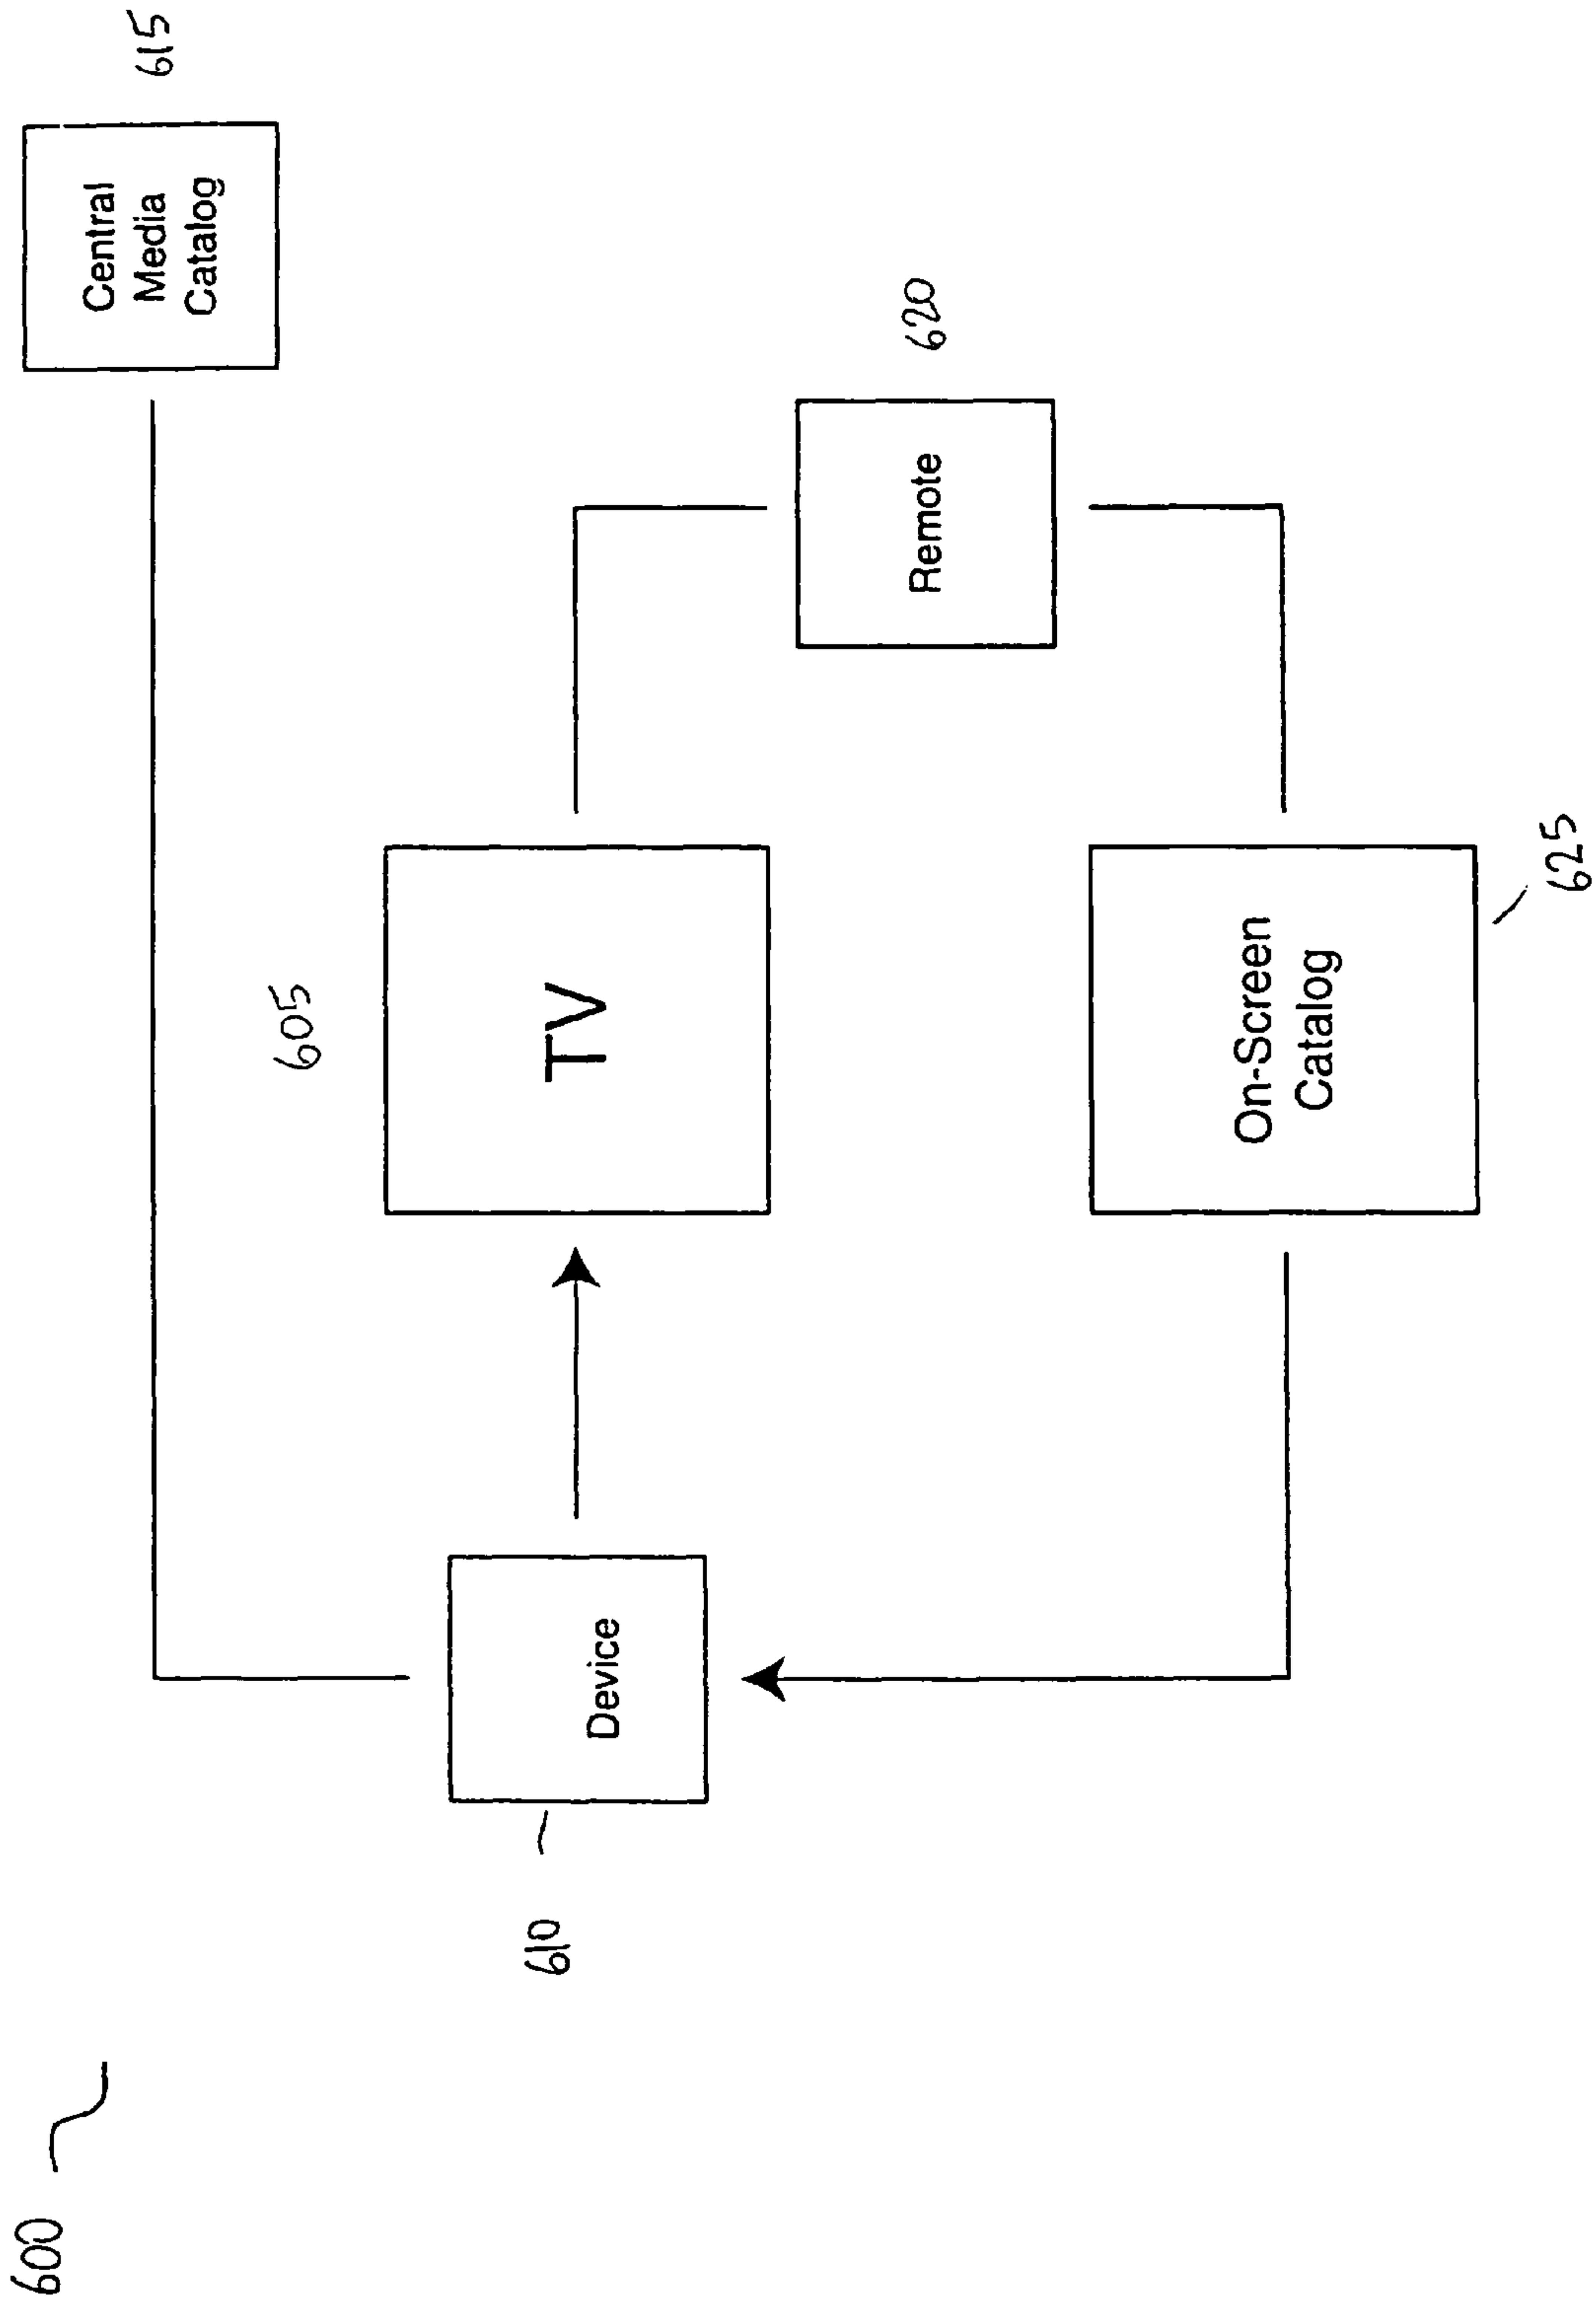 600
615
Central
Media
Catalog
605
TV
620
Remote
610
Device
On-Screen
Catalog
625